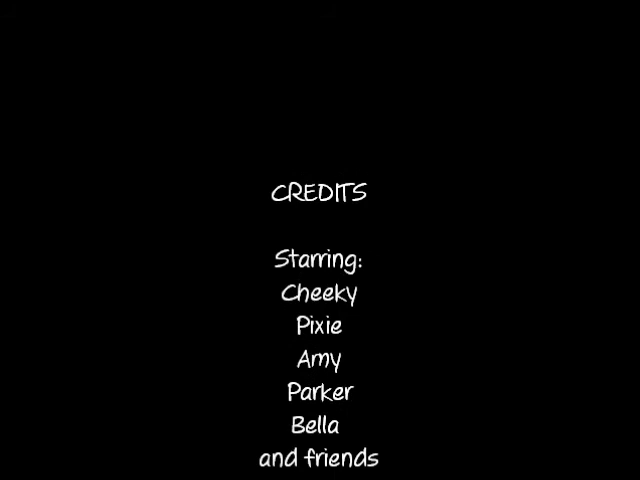 CREDITS
Starring:
Cheeky
Pixie
Amy
Parker
Bella
and friends